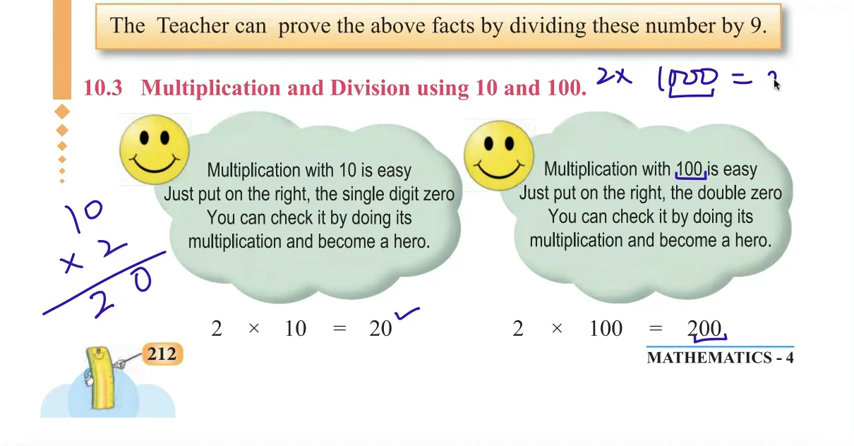 The Teacher can prove the above facts by dividing these number by 9.
10.3 Multiplication and Division using 10 and 100.
2 x 1000 =
Multiplication with 10 is easy
Just put on the right, the single digit zero
You can check it by doing its
multiplication and become a hero.
Multiplication with 100 is easy
Just put on the right, the double zero
You can check it by doing its
multiplication and become a hero.
10
x 2
20
2 × 10 = 20
2 × 100 = 200
212
MATHEMATICS - 4